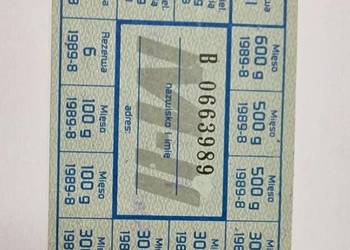 Mięso
600 g
1989-8
Mięso
500 g
1989-8
Mięso
500 g
1989-8
B 0663989
M-II
nazwisko i imię
adres:
Rezerwa
6
1989-8
Mięso
100 g
1989-8
Mięso
100 g
1989-8